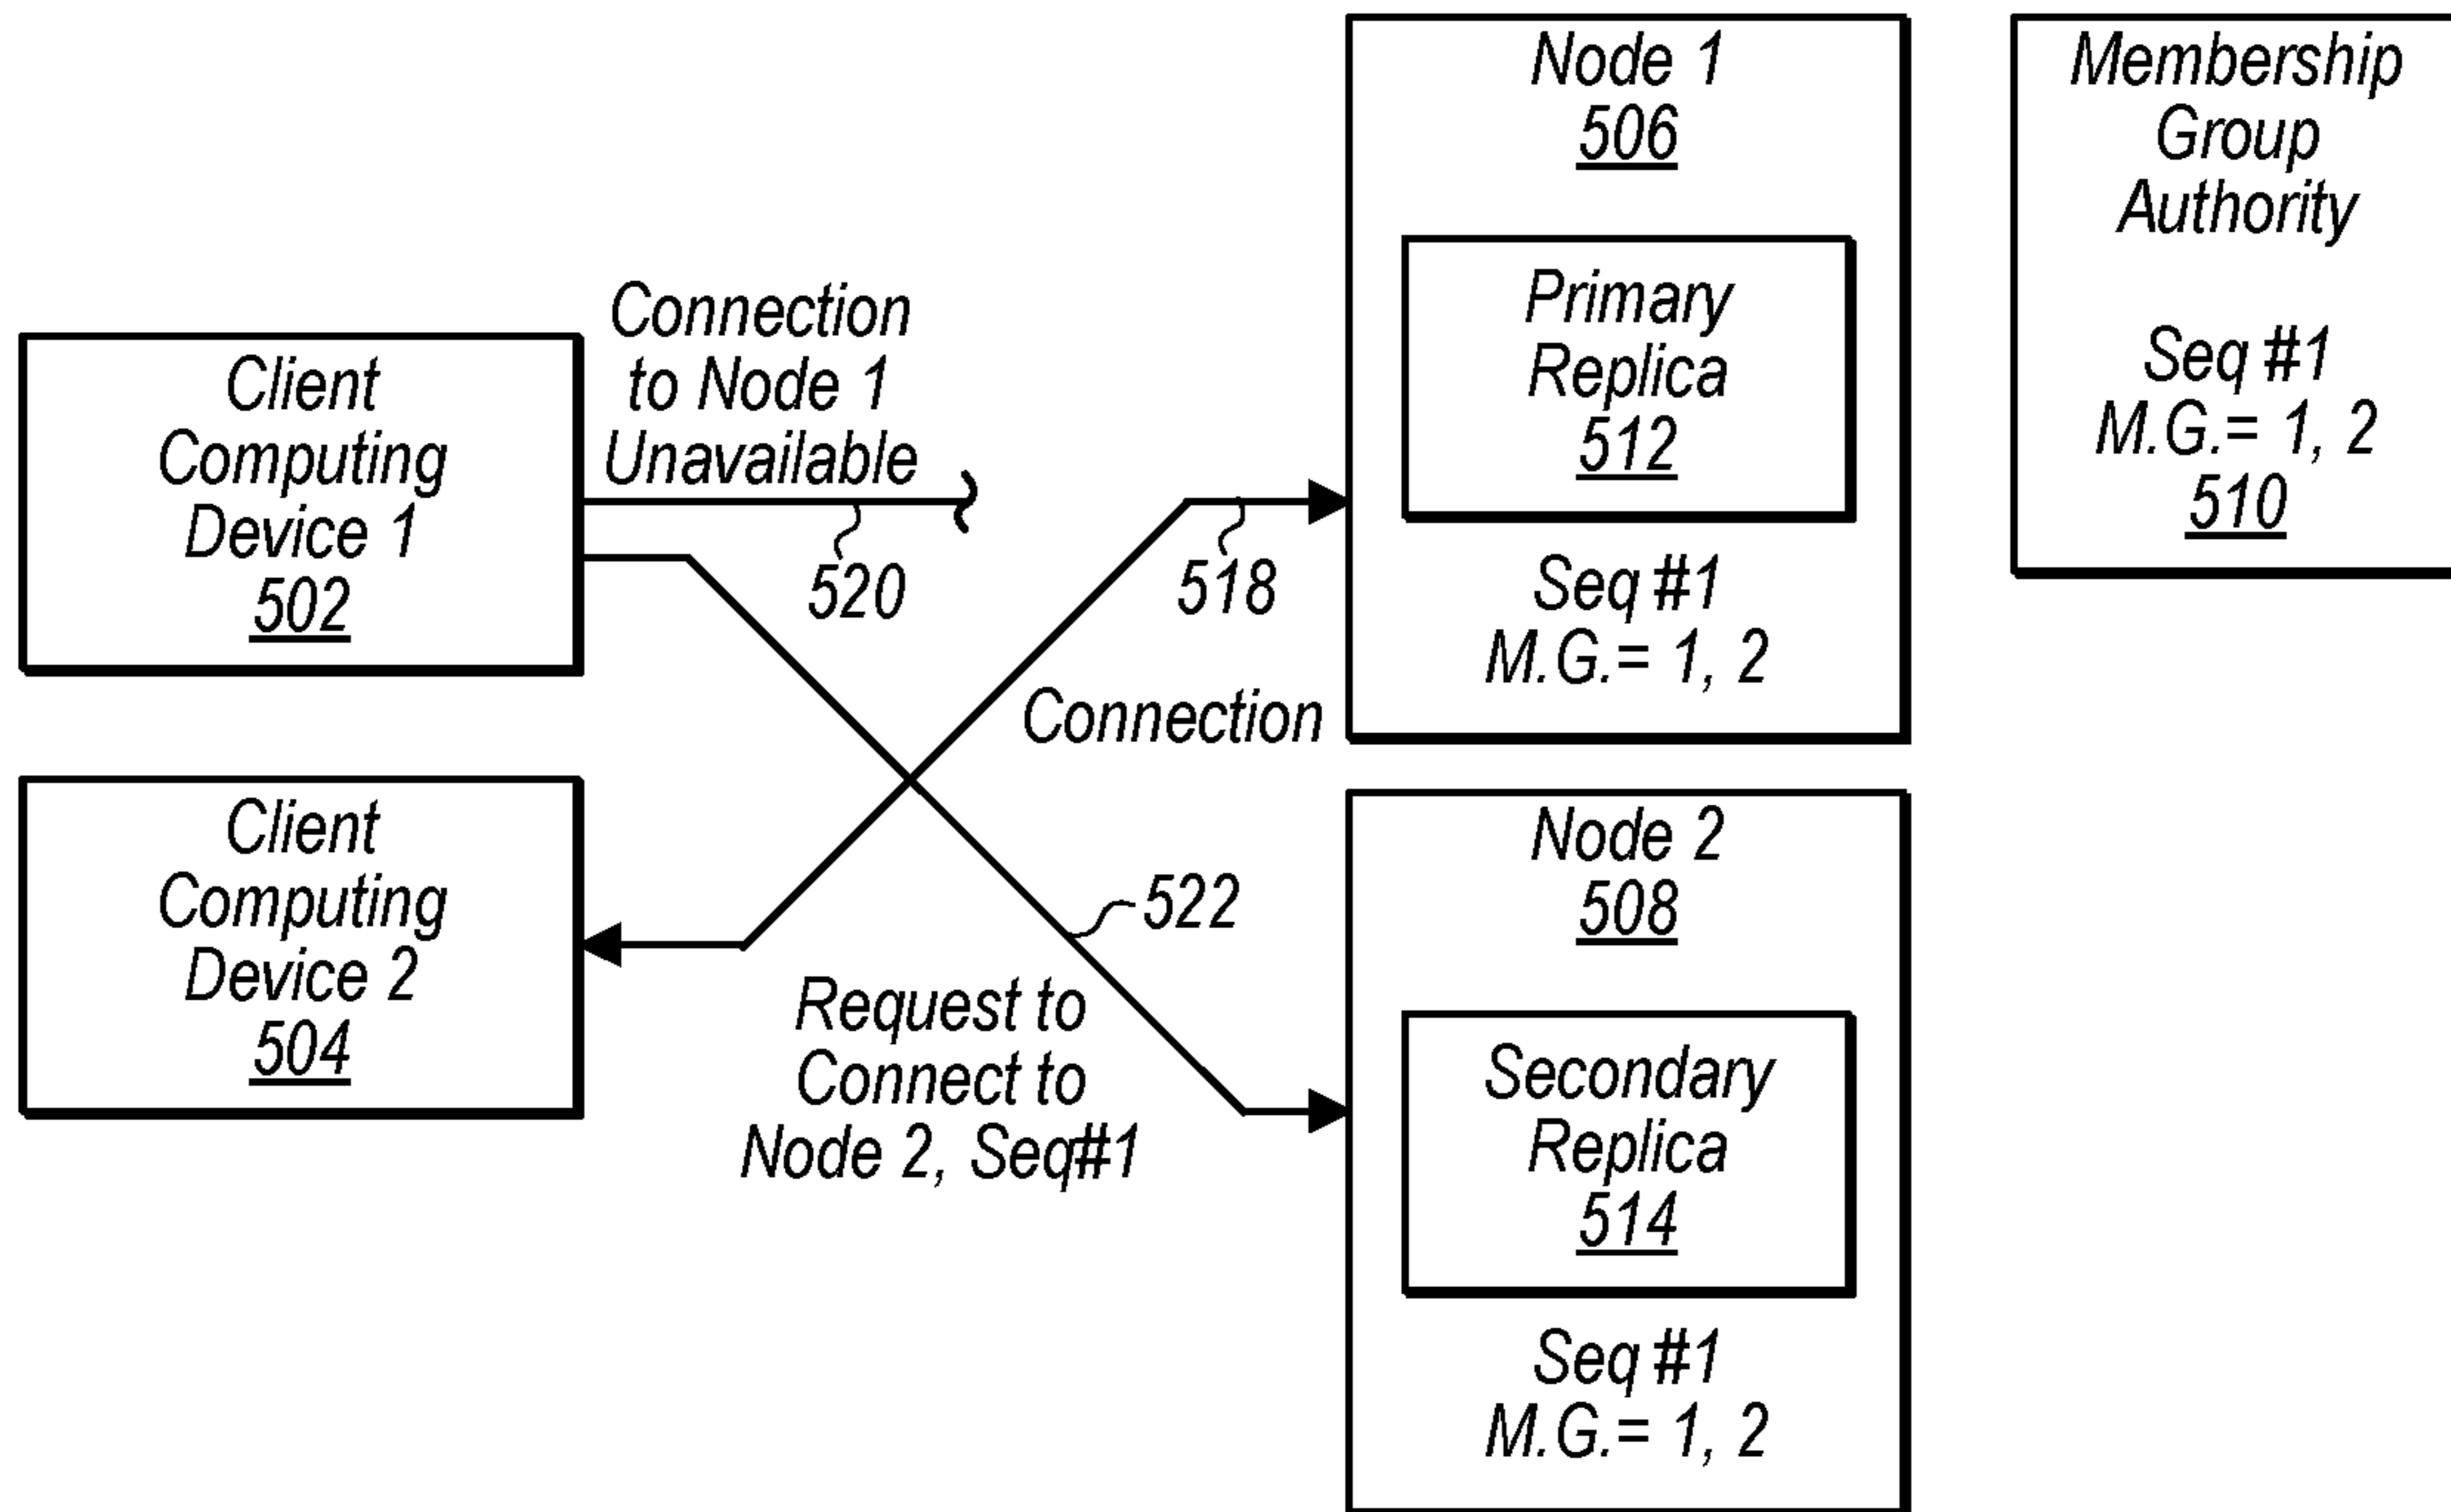 Client
Computing
Device 1
502
Connection
to Node 1
Unavailable
520
518
Connection
Client
Computing
Device 2
504
522
Request to
Connect to
Node 2, Seq#1
Node 1
506
Primary
Replica
512
Seq #1
M.G.= 1, 2
Node 2
508
Secondary
Replica
514
Seq #1
M.G.= 1, 2
Membership
Group
Authority
Seq #1
M.G.= 1, 2
510